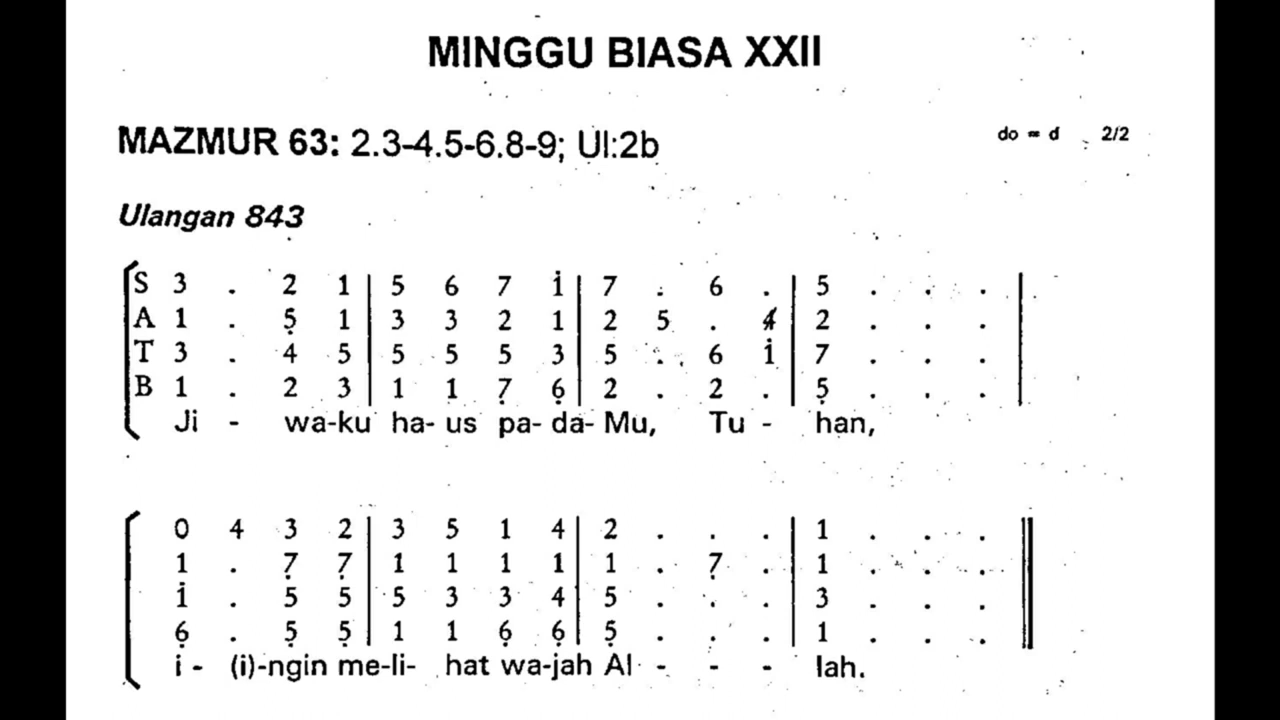 MINGGU BIASA XXII
MAZMUR 63: 2.3-4.5-6.8-9; Ul:2b
do = d 2/2
Ulangan 843
S 3 . 2 1 | 5 6 7 i | 7 . 6 . | 5 . . . |
A 1 . 5̣ 1 | 3 3 2 1 | 2 5 . 4 | 2 . . . |
T 3 . 4 5 | 5 5 5 3 | 5 . 6 i | 7 . . . |
B 1 . 2 3 | 1 1 7̣ 6̣ | 2 . 2 . | 5̣ . . . |
Ji - wa-ku ha- us pa- da- Mu, Tu - han,
0 4 3 2 | 3 5 1 4 | 2 . . . | 1 . . . ||
1 . 7̣ 7̣ | 1 1 1 1 | 1 . 7̣ . | 1 . . . ||
i . 5 5 | 5 3 3 4 | 5 . . . | 3 . . . ||
6̣ . 5̣ 5̣ | 1 1 6̣ 6̣ | 5̣ . . . | 1 . . . ||
i - (i)-ngin me-li- hat wa-jah Al - - - lah.